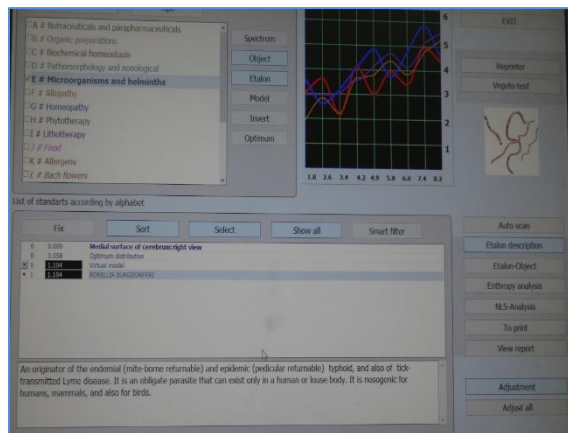 A # Nutraceuticals and parapharmaceuticals
B # Organic preparations
C # Biochemical homeostasis
D # Pathomorphology and nosological
E # Microorganisms and helminths
F # Allopathy
G # Homeopathy
H # Phytotherapy
I # Lithotherapy
J # Food
K # Allergens
L # Bach flowers
Spectrum
Object
Etalon
Model
Invert
Optimum
6
5
4
3
2
1
1.8 2.6 3.4 4.2 4.9 5.8 6.6 7.4 8.2
EXIT
Reprinter
Vegeto-test
List of standarts according by alphabet
Fix Sort Select Show all Smart filter
0 0.000 Medial surface of cerebrum:right view
0 3.058 Optimum distribution
0 1.104 Virtual model
1 1.104 BORELLIA BURGDORFERI
An originator of the endemial (mite-borne returnable) and epidemic (pedicular returnable) typhoid, and also of tick-
transmitted Lyme disease. It is an obligate parasite that can exist only in a human or louse body. It is nosogenic for
humans, mammals, and also for birds.
Auto scan
Etalon description
Etalon-Object
Enthropy analysis
NLS-Analysis
To print
View report
Adjustment
Adjust all